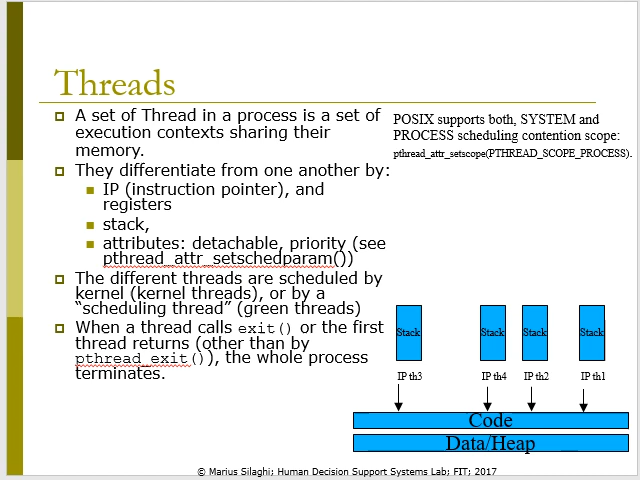 Threads
A set of Thread in a process is a set of
execution contexts sharing their
memory.
They differentiate from one another by:
IP (instruction pointer), and
registers
stack,
attributes: detachable, priority (see
pthread_attr_setschedparam())
The different threads are scheduled by
kernel (kernel threads), or by a
“scheduling thread” (green threads)
When a thread calls exit() or the first
thread returns (other than by
pthread_exit()), the whole process
terminates.
POSIX supports both, SYSTEM and
PROCESS scheduling contention scope:
pthread_attr_setscope(PTHREAD_SCOPE_PROCESS).
Stack Stack Stack Stack
IP th3 IP th4 IP th2 IP th1
Code
Data/Heap
© Marius Silaghi; Human Decision Support Systems Lab; FIT; 2017